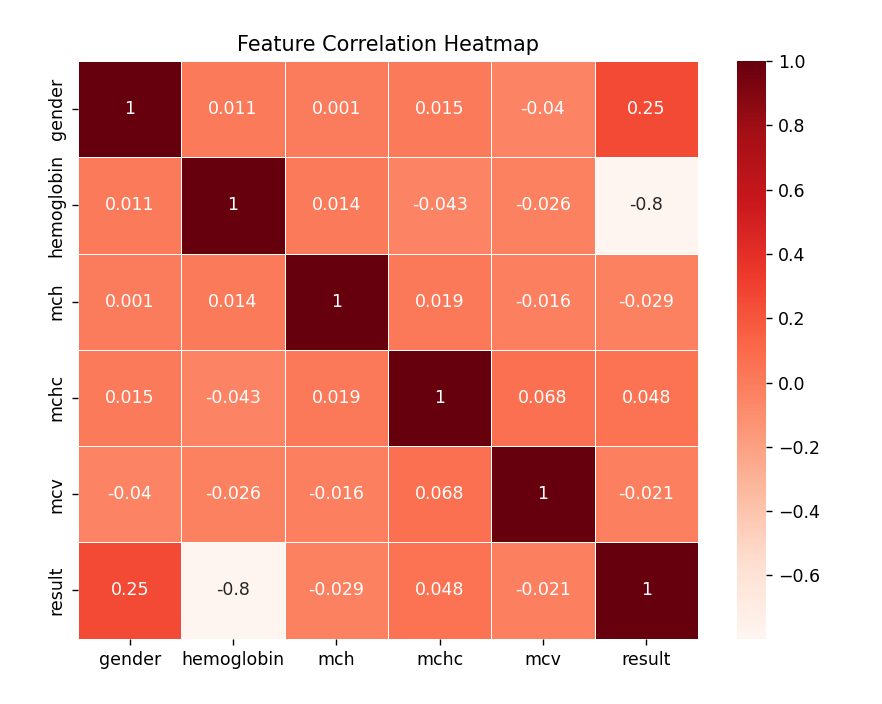 Feature Correlation Heatmap
gender 1 0.011 0.001 0.015 -0.04 0.25
hemoglobin 0.011 1 0.014 -0.043 -0.026 -0.8
mch 0.001 0.014 1 0.019 -0.016 -0.029
mchc 0.015 -0.043 0.019 1 0.068 0.048
mcv -0.04 -0.026 -0.016 0.068 1 -0.021
result 0.25 -0.8 -0.029 0.048 -0.021 1
gender hemoglobin mch mchc mcv result
1.0
0.8
0.6
0.4
0.2
0.0
−0.2
−0.4
−0.6